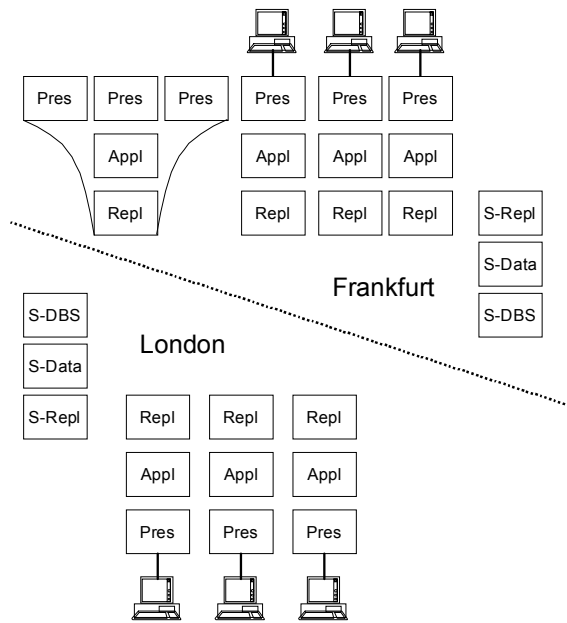 Pres Pres Pres Pres Pres Pres
Appl Appl Appl Appl
Repl Repl Repl Repl S-Repl
S-Data
Frankfurt
S-DBS S-DBS
London
S-Data
S-Repl Repl Repl Repl
Appl Appl Appl
Pres Pres Pres